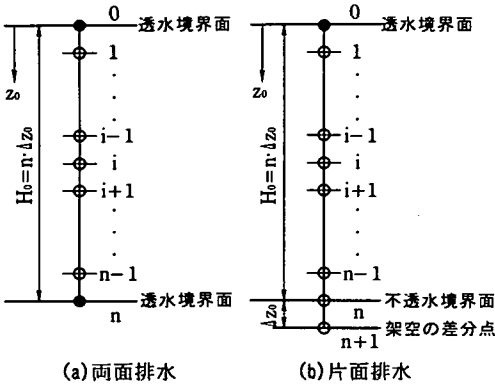 0
透水境界面
z₀
H₀=n·Δz₀
1
i−1
i
i+1
n−1
透水境界面
n
(a)両面排水
0
透水境界面
z₀
H₀=n·Δz₀
1
i−1
i
i+1
n−1
不透水境界面
n
Δz₀
架空の差分点
n+1
(b)片面排水